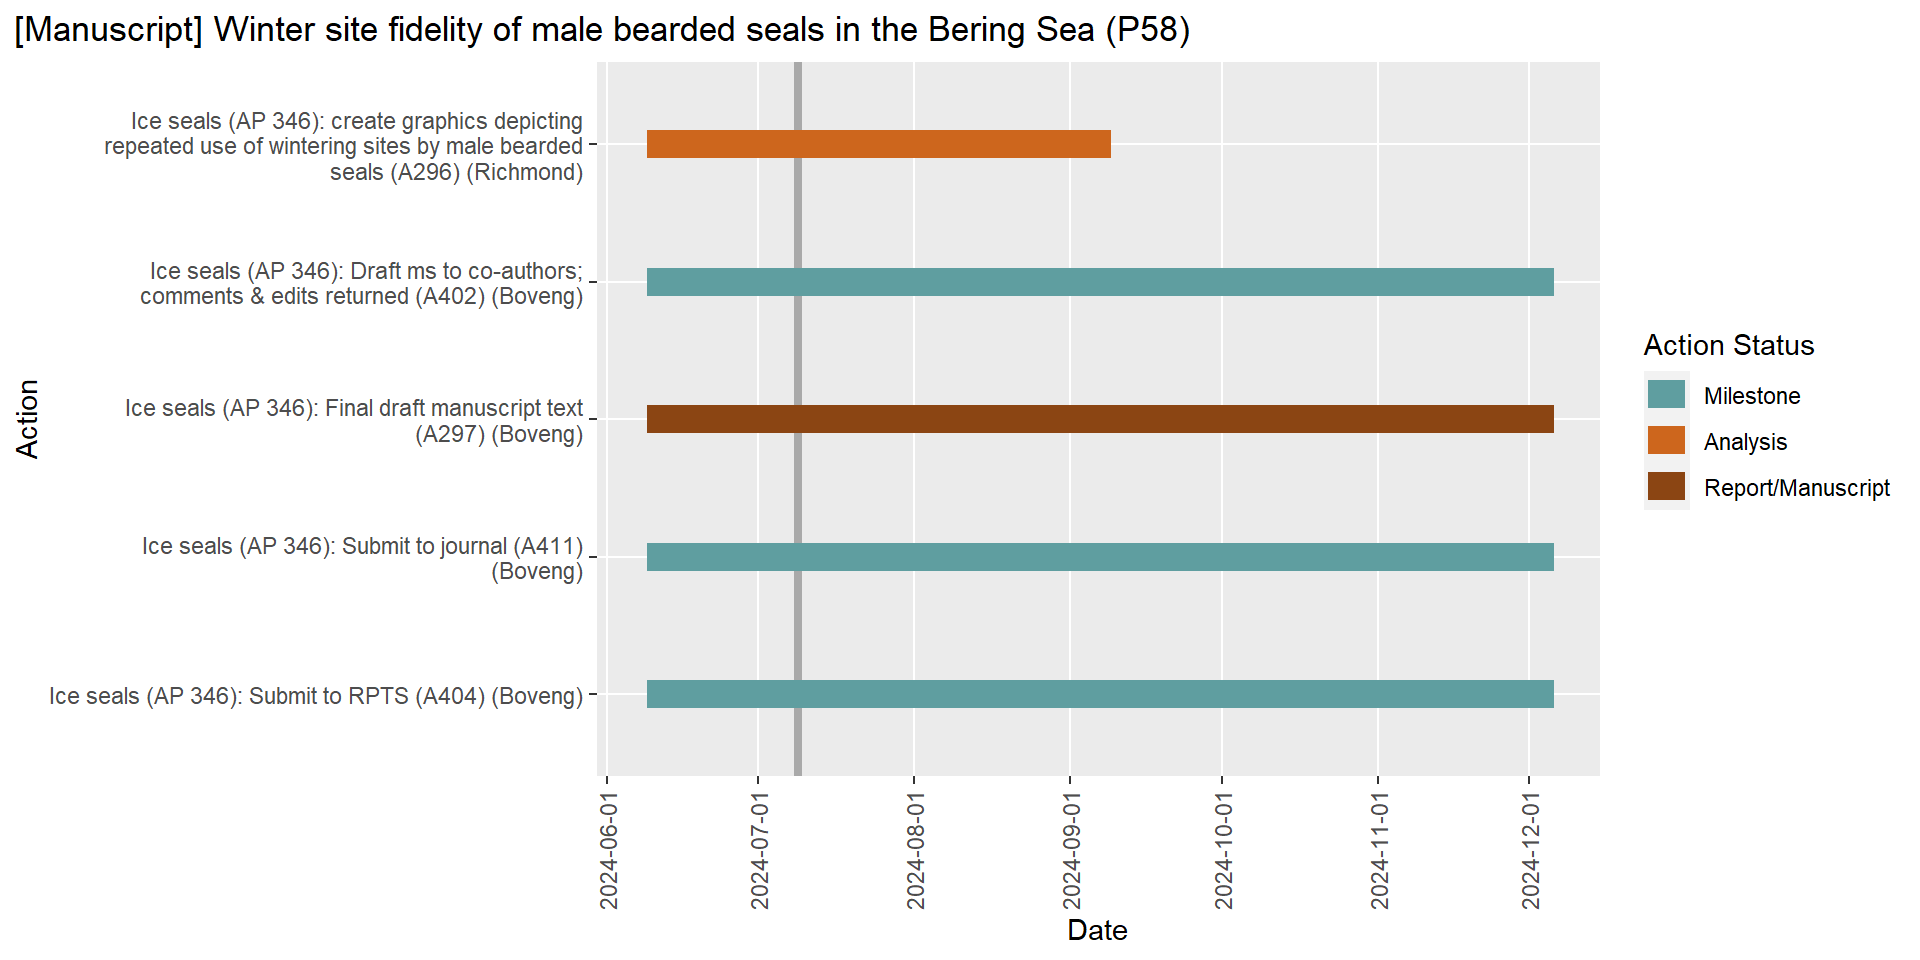 [Manuscript] Winter site fidelity of male bearded seals in the Bering Sea (P58)
Ice seals (AP 346): create graphics depicting
repeated use of wintering sites by male bearded
seals (A296) (Richmond)
Ice seals (AP 346): Draft ms to co-authors;
comments & edits returned (A402) (Boveng)
Ice seals (AP 346): Final draft manuscript text
(A297) (Boveng)
Ice seals (AP 346): Submit to journal (A411)
(Boveng)
Ice seals (AP 346): Submit to RPTS (A404) (Boveng)
Action
2024-06-01
2024-07-01
2024-08-01
2024-09-01
2024-10-01
2024-11-01
2024-12-01
Date
Action Status
Milestone
Analysis
Report/Manuscript